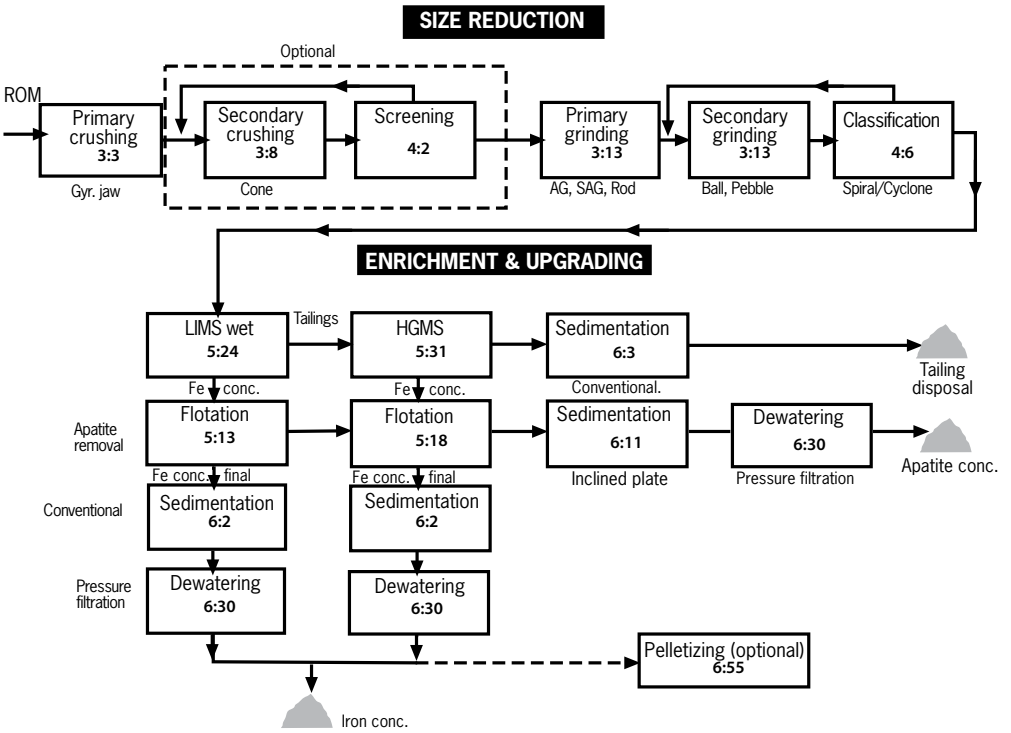 SIZE REDUCTION
Optional
ROM
Primary
crushing
3:3
Gyr. jaw
Secondary
crushing
3:8
Cone
Screening
4:2
Primary
grinding
3:13
AG, SAG, Rod
Secondary
grinding
3:13
Ball, Pebble
Classification
4:6
Spiral/Cyclone
ENRICHMENT & UPGRADING
LIMS wet
5:24
Tailings
HGMS
5:31
Sedimentation
6:3
Conventional.
Tailing
disposal
Fe conc.
Fe conc.
Apatite
removal
Flotation
5:13
Flotation
5:18
Sedimentation
6:11
Inclined plate
Dewatering
6:30
Pressure filtration
Apatite conc.
Fe conc. final
Fe conc. final
Conventional
Sedimentation
6:2
Sedimentation
6:2
Pressure
filtration
Dewatering
6:30
Dewatering
6:30
Pelletizing (optional)
6:55
Iron conc.